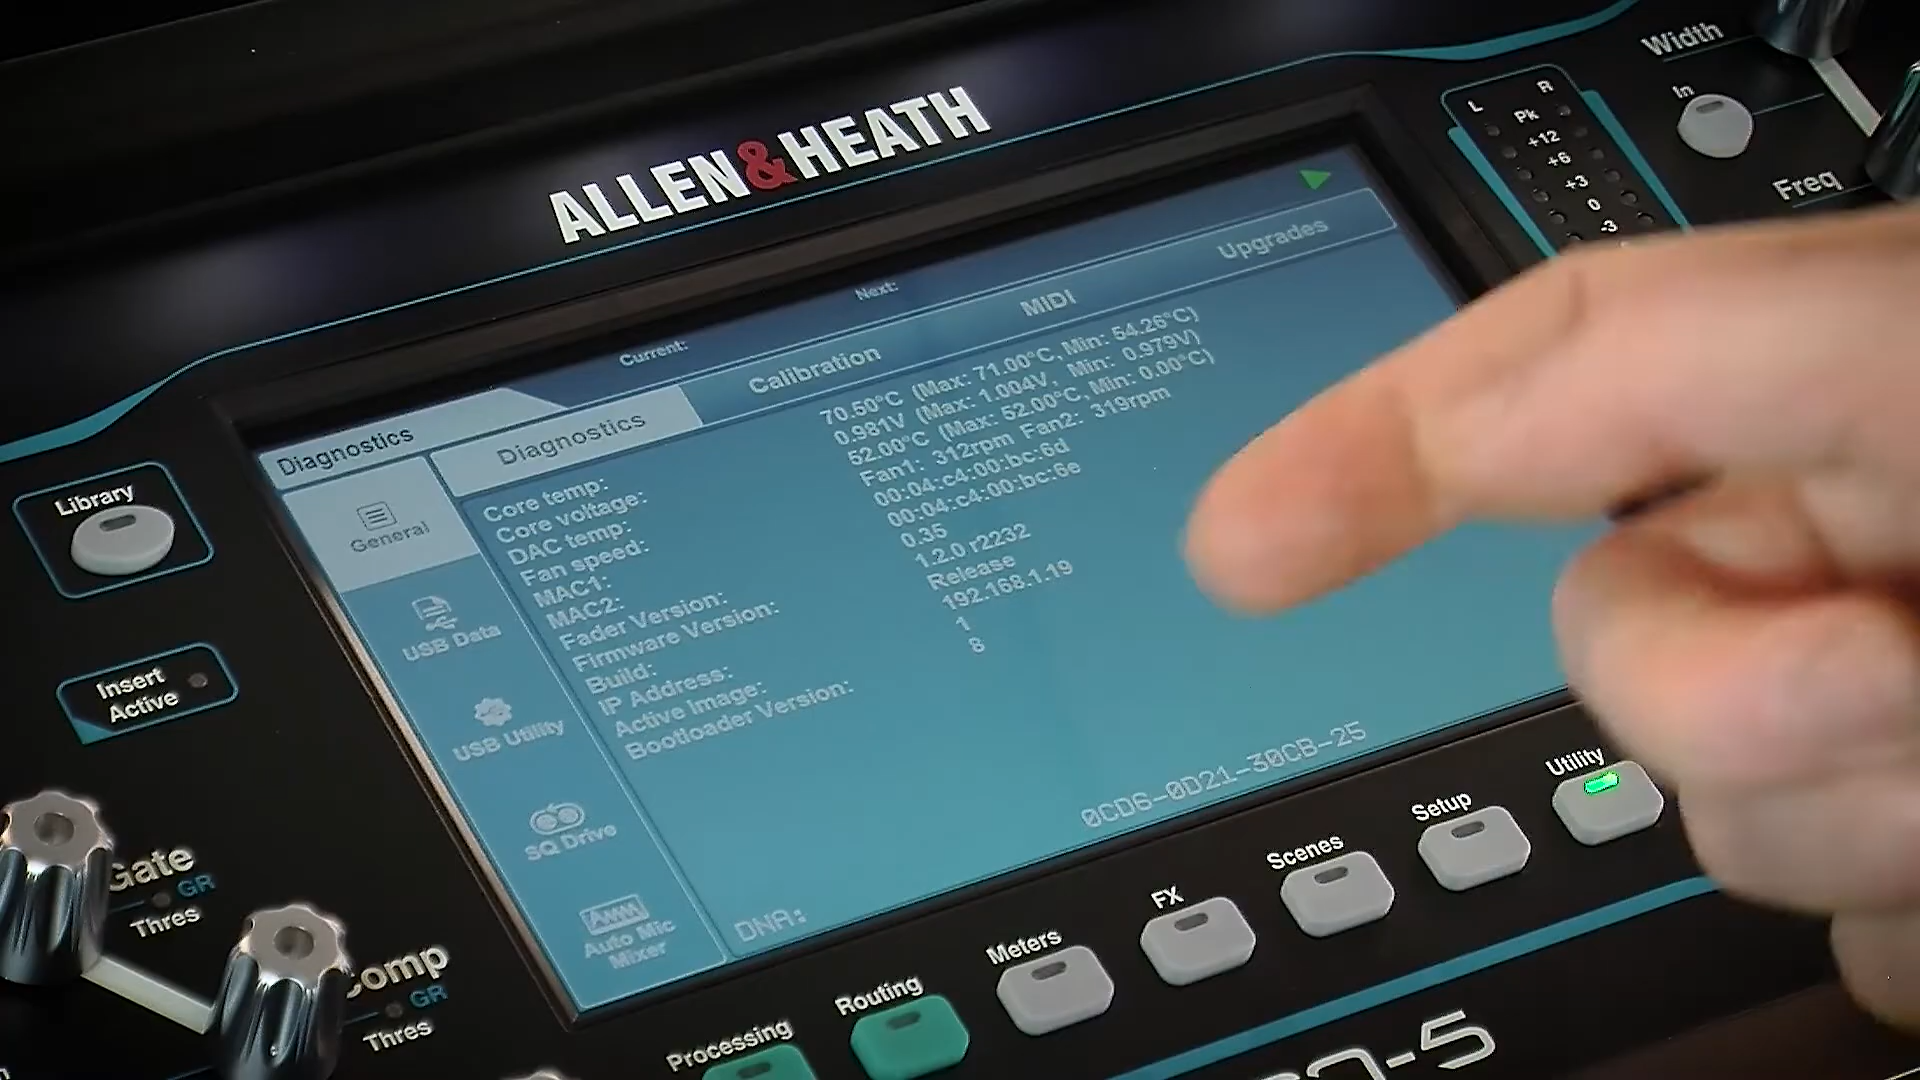 ALLEN&HEATH
Width
In
Freq
L R
Pk
+12
+6
+3
0
-3
Current:
Next:
Diagnostics
Diagnostics
Calibration
MIDI
Upgrades
General
USB Data
USB Utility
SQ Drive
Auto Mic
Mixer
Core temp: 70.50°C (Max: 71.00°C, Min: 54.26°C)
Core voltage: 0.981V (Max: 1.004V, Min: 0.979V)
DAC temp: 52.00°C (Max: 52.00°C, Min: 0.00°C)
Fan speed: Fan1: 312rpm Fan2: 319rpm
MAC1: 00:04:c4:00:bc:6d
MAC2: 00:04:c4:00:bc:6e
Fader Version: 0.35
Firmware Version: 1.2.0 r2232
Build: Release
IP Address: 192.168.1.19
Active Image: 1
Bootloader Version: 8
DNA: 0CD6-0D21-30CB-25
Library
Insert
Active
Gate
GR
Thres
GR
Thres
Processing
Routing
Meters
FX
Scenes
Setup
Utility
-5